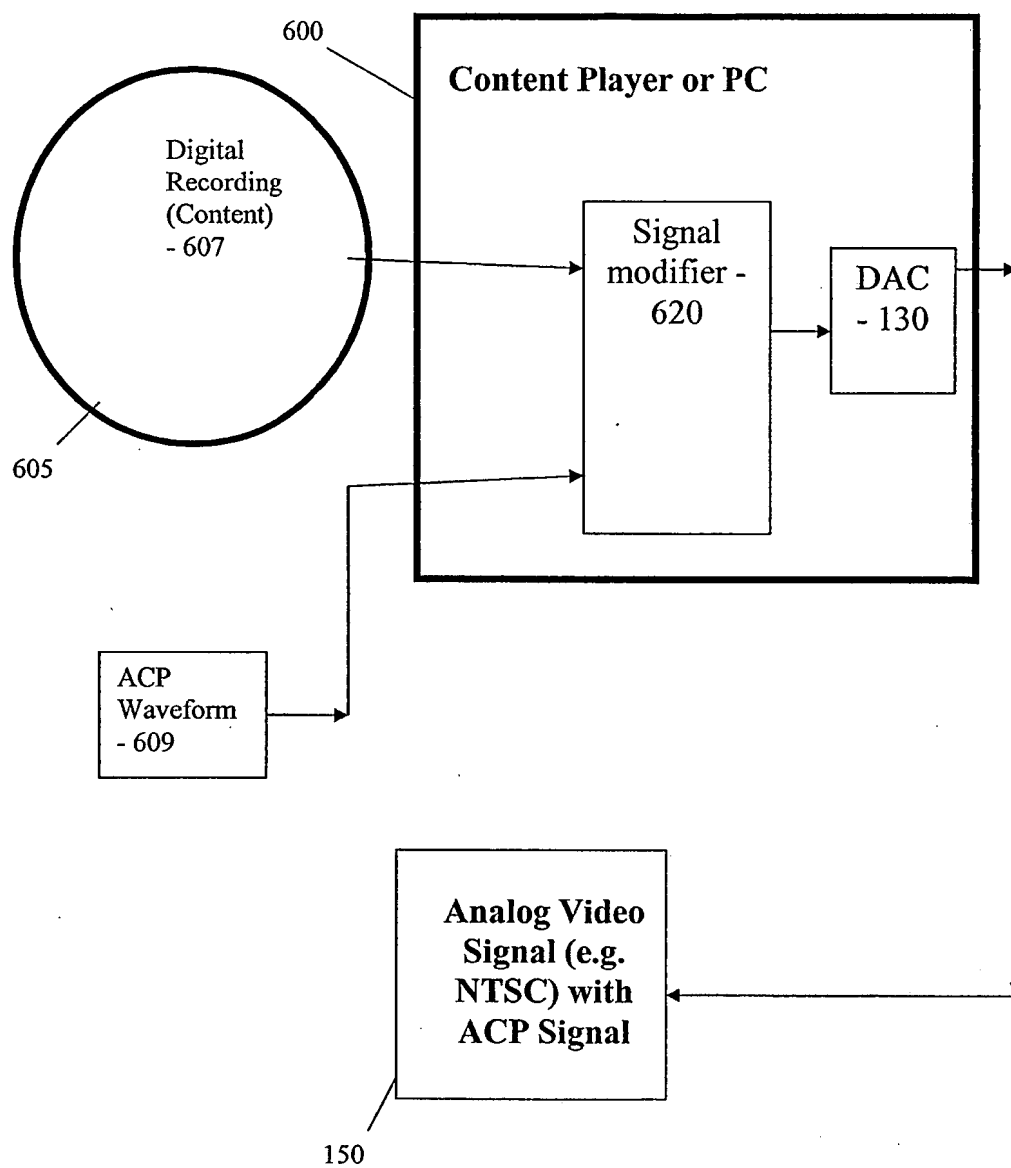 600
Content Player or PC
Digital
Recording
(Content)
- 607
Signal
modifier -
620
DAC
- 130
605
ACP
Waveform
- 609
Analog Video
Signal (e.g.
NTSC) with
ACP Signal
150